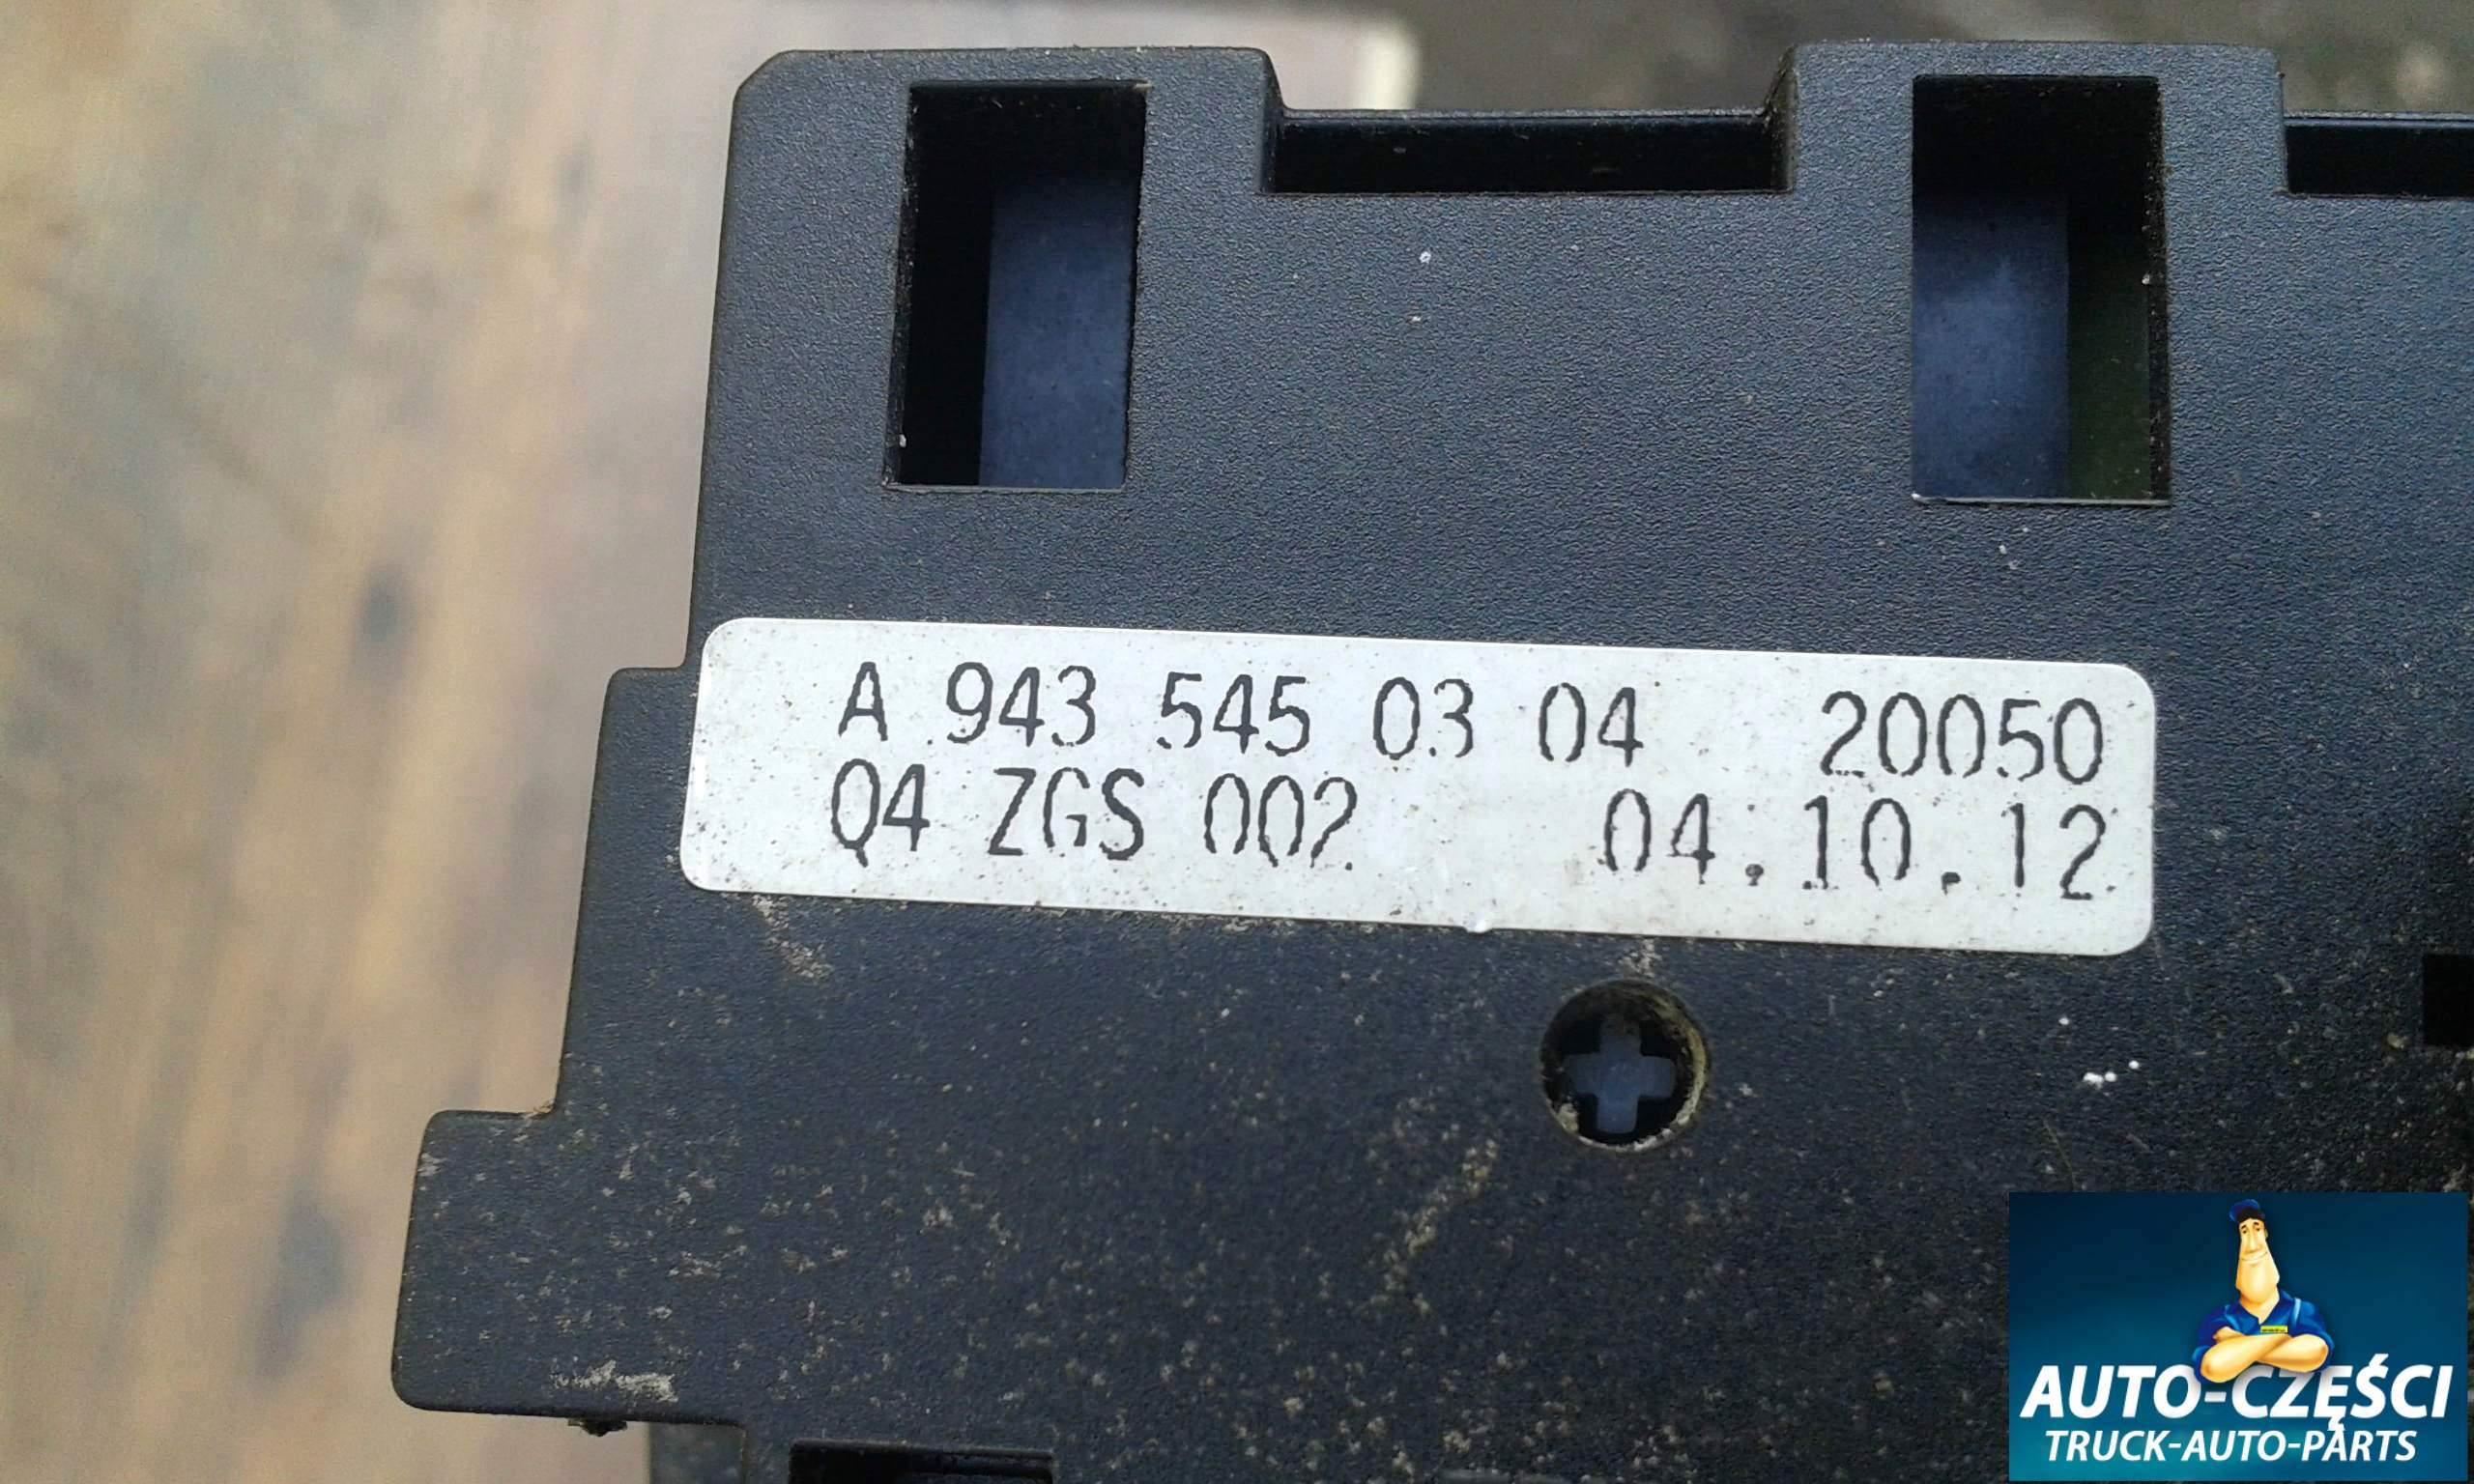 A 943 545 03 04 20050
Q4 ZGS 002 04.10.12
AUTO-CZĘŚCI
TRUCK-AUTO-PARTS